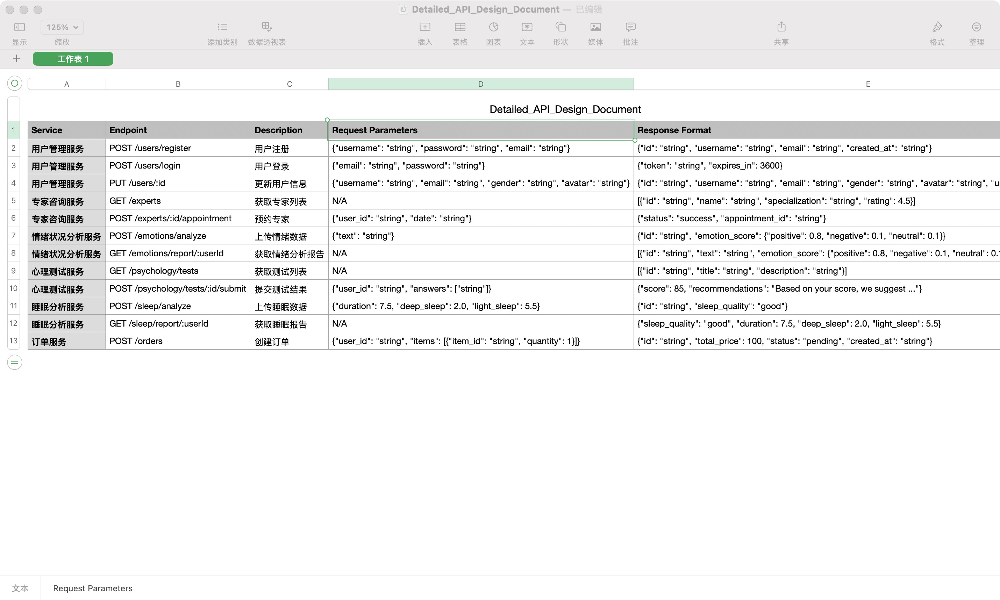 Detailed_API_Design_Document — 已编辑
125%
显示 缩放 添加类别 数据透视表 插入 表格 图表 文本 形状 媒体 批注 共享 格式 整理
+ 工作表 1
A B C D E
Detailed_API_Design_Document
1 Service Endpoint Description Request Parameters Response Format
2 用户管理服务 POST /users/register 用户注册 {"username": "string", "password": "string", "email": "string"} {"id": "string", "username": "string", "email": "string", "created_at": "string"}
3 用户管理服务 POST /users/login 用户登录 {"email": "string", "password": "string"} {"token": "string", "expires_in": 3600}
4 用户管理服务 PUT /users/:id 更新用户信息 {"username": "string", "email": "string", "gender": "string", "avatar": "string"} {"id": "string", "username": "string", "email": "string", "gender": "string", "avatar": "string",
5 专家咨询服务 GET /experts 获取专家列表 N/A [{"id": "string", "name": "string", "specialization": "string", "rating": 4.5}]
6 专家咨询服务 POST /experts/:id/appointment 预约专家 {"user_id": "string", "date": "string"} {"status": "success", "appointment_id": "string"}
7 情绪状况分析服务 POST /emotions/analyze 上传情绪数据 {"text": "string"} {"id": "string", "emotion_score": {"positive": 0.8, "negative": 0.1, "neutral": 0.1}}
8 情绪状况分析服务 GET /emotions/report/:userId 获取情绪分析报告 N/A [{"id": "string", "text": "string", "emotion_score": {"positive": 0.8, "negative": 0.1, "neutral":
9 心理测试服务 GET /psychology/tests 获取测试列表 N/A [{"id": "string", "title": "string", "description": "string"}]
10 心理测试服务 POST /psychology/tests/:id/submit 提交测试结果 {"user_id": "string", "answers": ["string"]} {"score": 85, "recommendations": "Based on your score, we suggest ..."}
11 睡眠分析服务 POST /sleep/analyze 上传睡眠数据 {"duration": 7.5, "deep_sleep": 2.0, "light_sleep": 5.5} {"id": "string", "sleep_quality": "good"}
12 睡眠分析服务 GET /sleep/report/:userId 获取睡眠报告 N/A {"sleep_quality": "good", "duration": 7.5, "deep_sleep": 2.0, "light_sleep": 5.5}
13 订单服务 POST /orders 创建订单 {"user_id": "string", "items": [{"item_id": "string", "quantity": 1}]} {"id": "string", "total_price": 100, "status": "pending", "created_at": "string"}
文本 Request Parameters